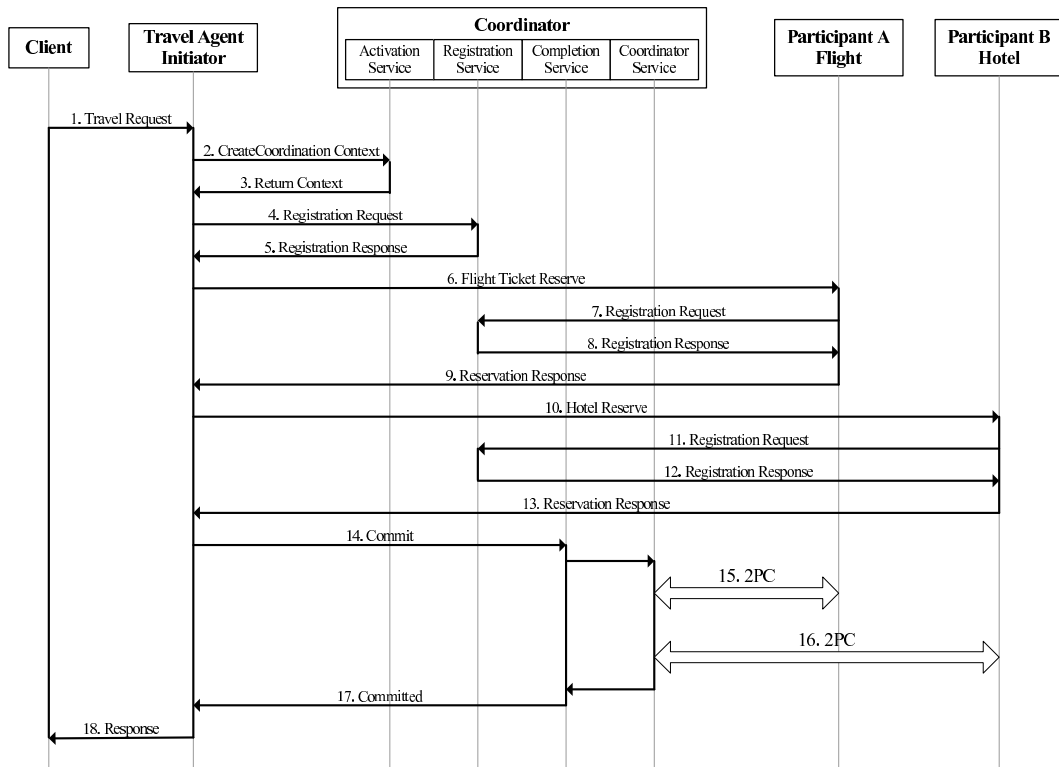 Client
Travel Agent
Initiator
Coordinator
Activation
Service
Registration
Service
Completion
Service
Coordinator
Service
Participant A
Flight
Participant B
Hotel
1. Travel Request
2. CreateCoordination Context
3. Return Context
4. Registration Request
5. Registration Response
6. Flight Ticket Reserve
7. Registration Request
8. Registration Response
9. Reservation Response
10. Hotel Reserve
11. Registration Request
12. Registration Response
13. Reservation Response
14. Commit
15. 2PC
16. 2PC
17. Committed
18. Response